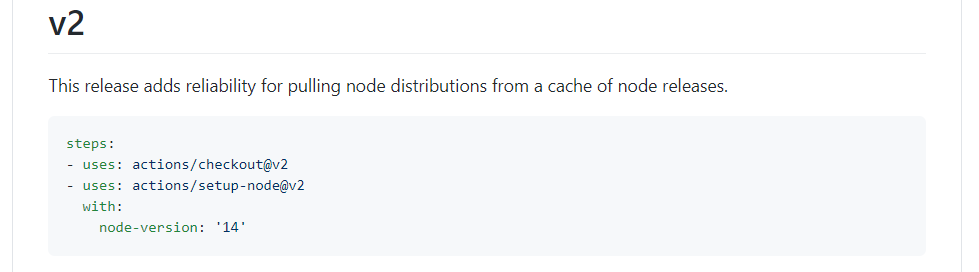 v2
This release adds reliability for pulling node distributions from a cache of node releases.
steps:
- uses: actions/checkout@v2
- uses: actions/setup-node@v2
  with:
    node-version: '14'